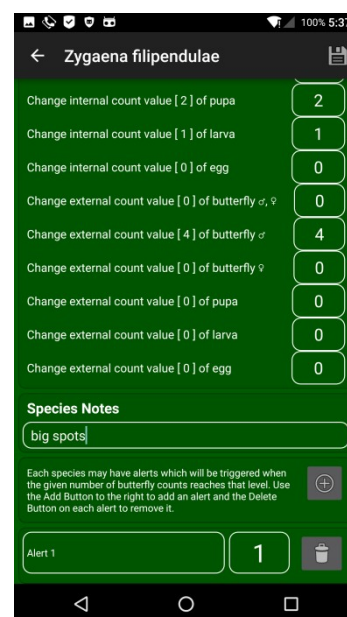 100% 5:37
Zygaena filipendulae
Change internal count value [ 2 ] of pupa 2
Change internal count value [ 1 ] of larva 1
Change internal count value [ 0 ] of egg 0
Change external count value [ 0 ] of butterfly ♂, ♀ 0
Change external count value [ 4 ] of butterfly ♂ 4
Change external count value [ 0 ] of butterfly ♀ 0
Change external count value [ 0 ] of pupa 0
Change external count value [ 0 ] of larva 0
Change external count value [ 0 ] of egg 0
Species Notes
big spots
Each species may have alerts which will be triggered when
the given number of butterfly counts reaches that level. Use
the Add Button to the right to add an alert and the Delete
Button on each alert to remove it.
Alert 1 1